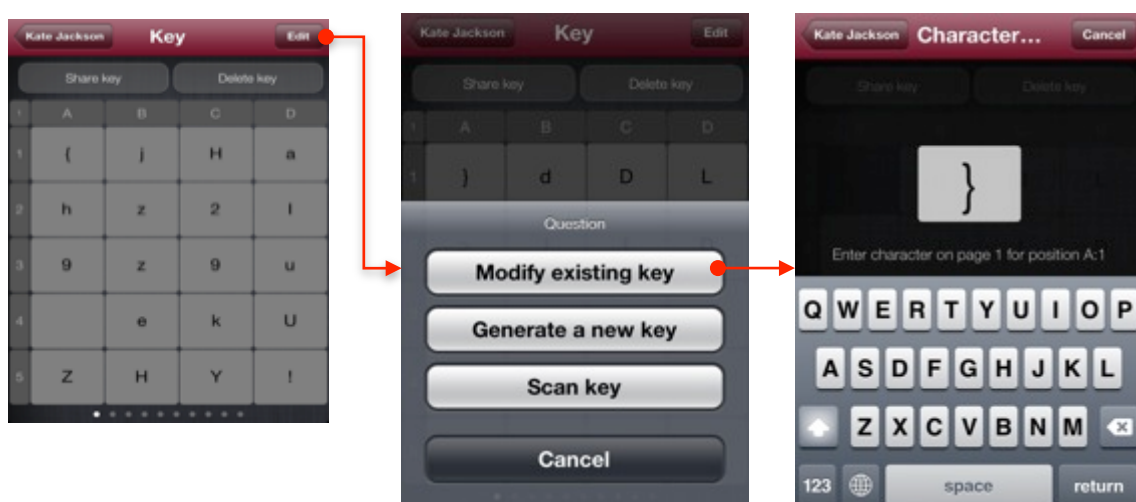 Kate Jackson Key Edit
Share key Delete key
1 A B C D
1 { j H a
2 h z 2 l
3 9 z 9 u
4 e k U
5 Z H Y !
Kate Jackson Key Edit
Share key Delete key
1 A B C D
1 } d D L
Question
Modify existing key
Generate a new key
Scan key
Cancel
Kate Jackson Character... Cancel
Share key Delete key
}
Enter character on page 1 for position A:1
Q W E R T Y U I O P
A S D F G H J K L
Z X C V B N M
123 space return